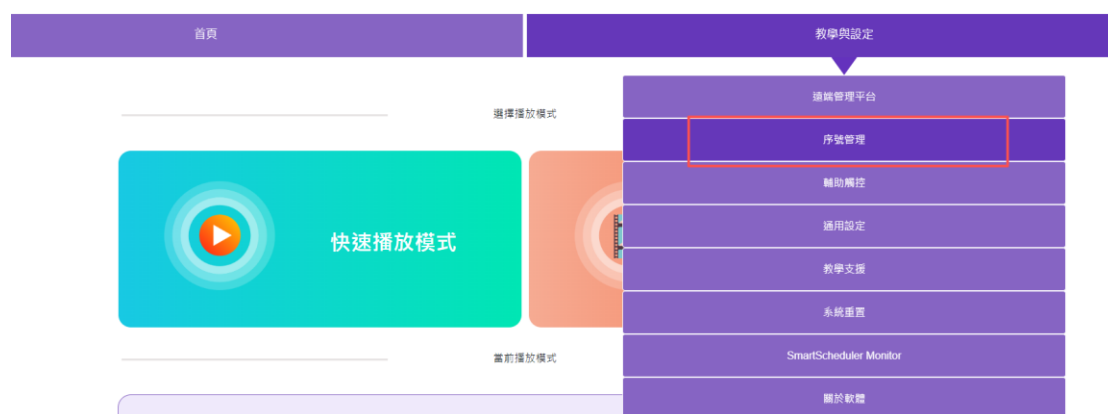 首頁
教學與設定
遠端管理平台
選擇播放模式
序號管理
輔助觸控
通用設定
快速播放模式
教學支援
系統重置
當前播放模式
SmartScheduler Monitor
關於軟體